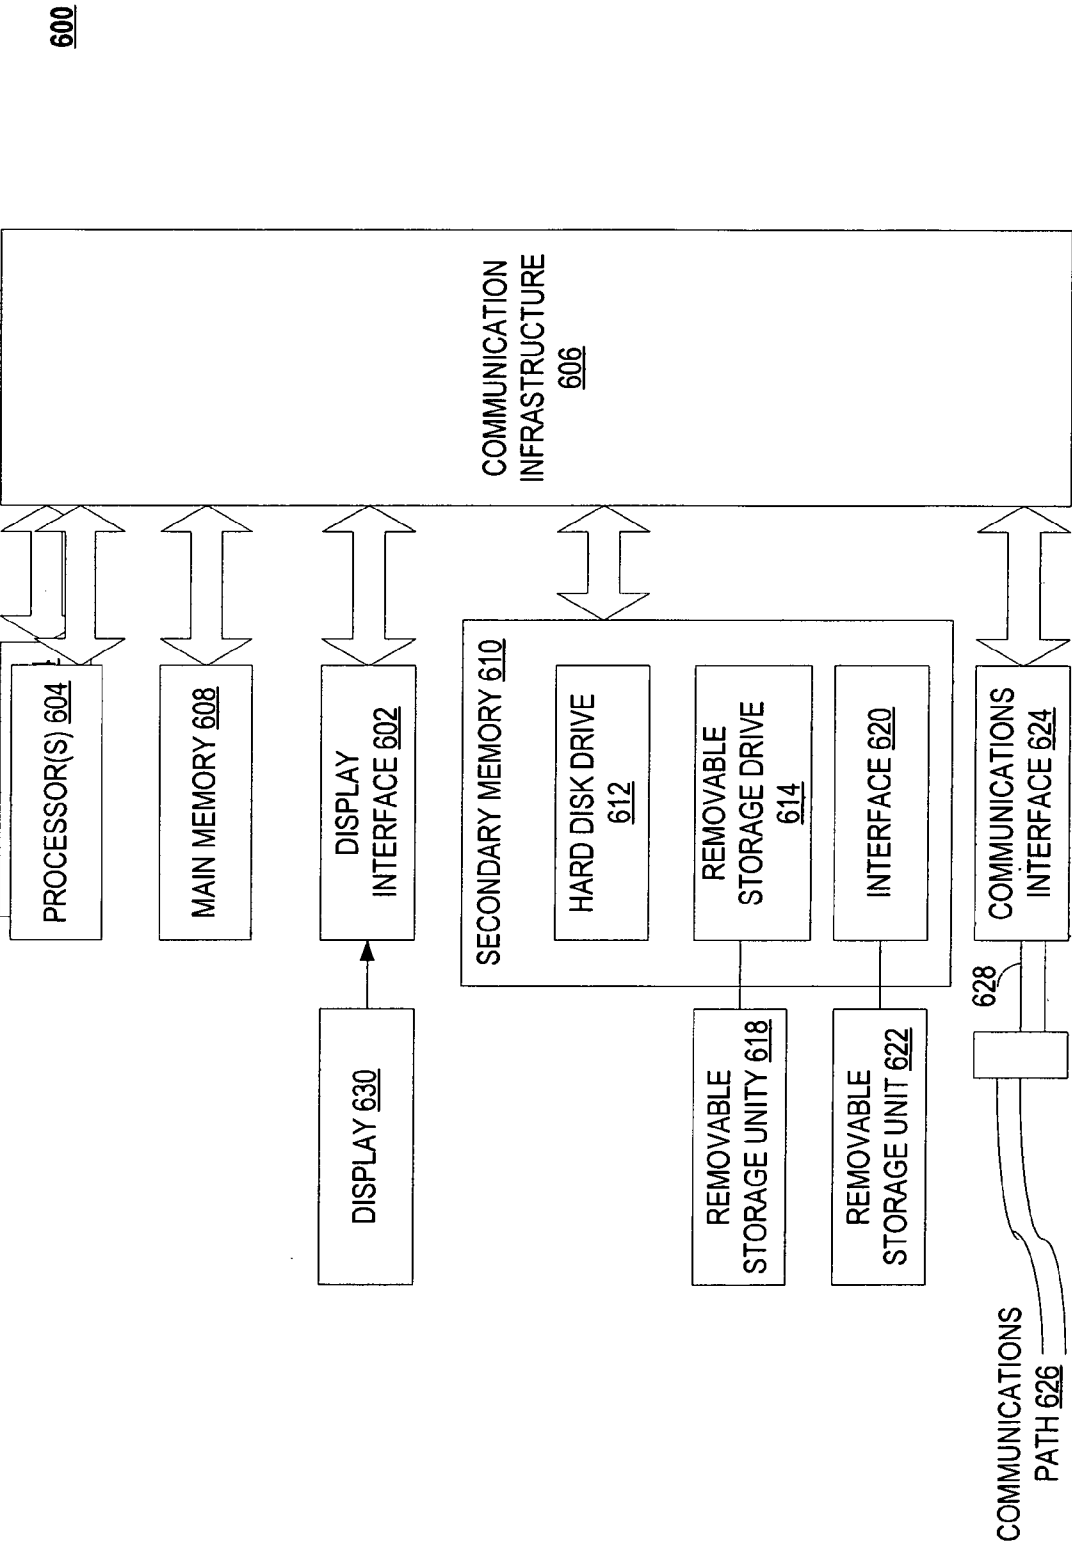 600
COMMUNICATION
INFRASTRUCTURE
606
PROCESSOR(S) 604
MAIN MEMORY 608
DISPLAY
INTERFACE 602
DISPLAY 630
SECONDARY MEMORY 610
HARD DISK DRIVE
612
REMOVABLE
STORAGE DRIVE
614
INTERFACE 620
REMOVABLE
STORAGE UNITY 618
REMOVABLE
STORAGE UNIT 622
COMMUNICATIONS
INTERFACE 624
628
COMMUNICATIONS
PATH 626